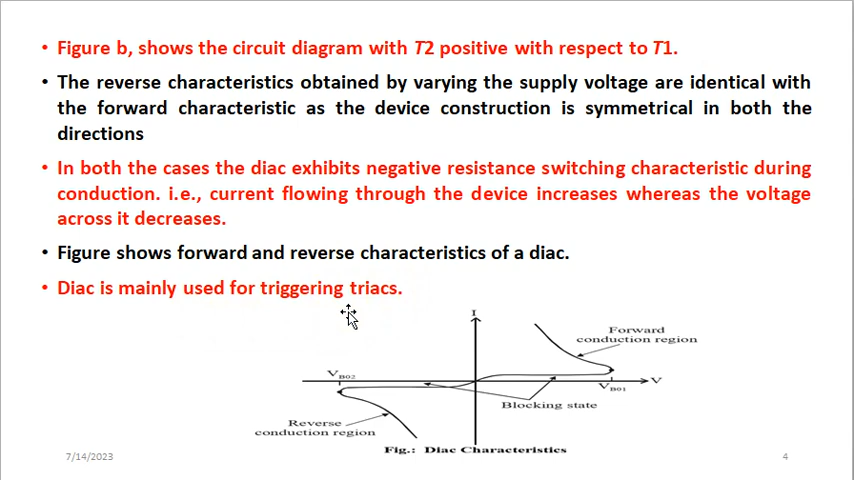 • Figure b, shows the circuit diagram with T2 positive with respect to T1.
• The reverse characteristics obtained by varying the supply voltage are identical with
the forward characteristic as the device construction is symmetrical in both the
directions
• In both the cases the diac exhibits negative resistance switching characteristic during
conduction. i.e., current flowing through the device increases whereas the voltage
across it decreases.
• Figure shows forward and reverse characteristics of a diac.
• Diac is mainly used for triggering triacs.
I
Forward
conduction region
VBO2
V
VBO1
Blocking state
Reverse
conduction region
Fig.: Diac Characteristics
7/14/2023
4